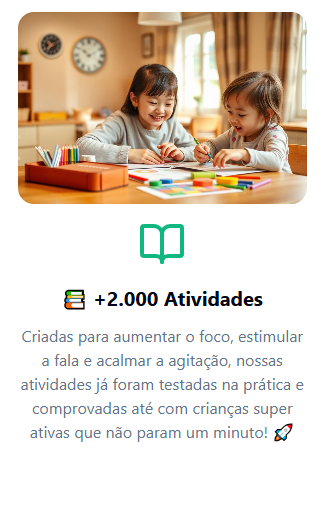 📚 +2.000 Atividades
Criadas para aumentar o foco, estimular
a fala e acalmar a agitação, nossas
atividades já foram testadas na prática e
comprovadas até com crianças super
ativas que não param um minuto! 🚀